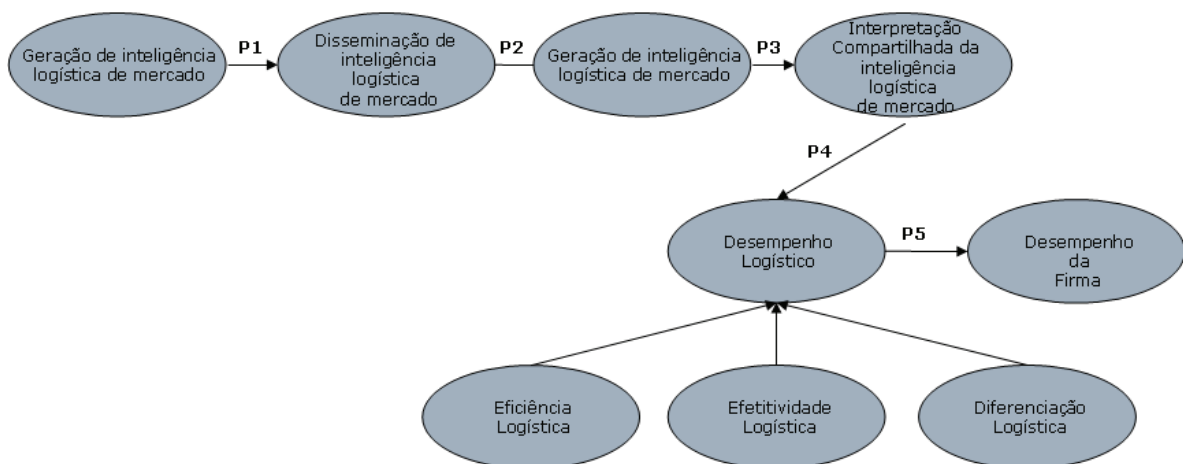 Geração de inteligência
logística de mercado
P1
Disseminação de
inteligência
logística
de mercado
P2
Geração de inteligência
logística de mercado
P3
Interpretação
Compartilhada da
inteligência
logística
de mercado
P4
Desempenho
Logístico
P5
Desempenho
da
Firma
Eficiência
Logística
Efetitividade
Logística
Diferenciação
Logística